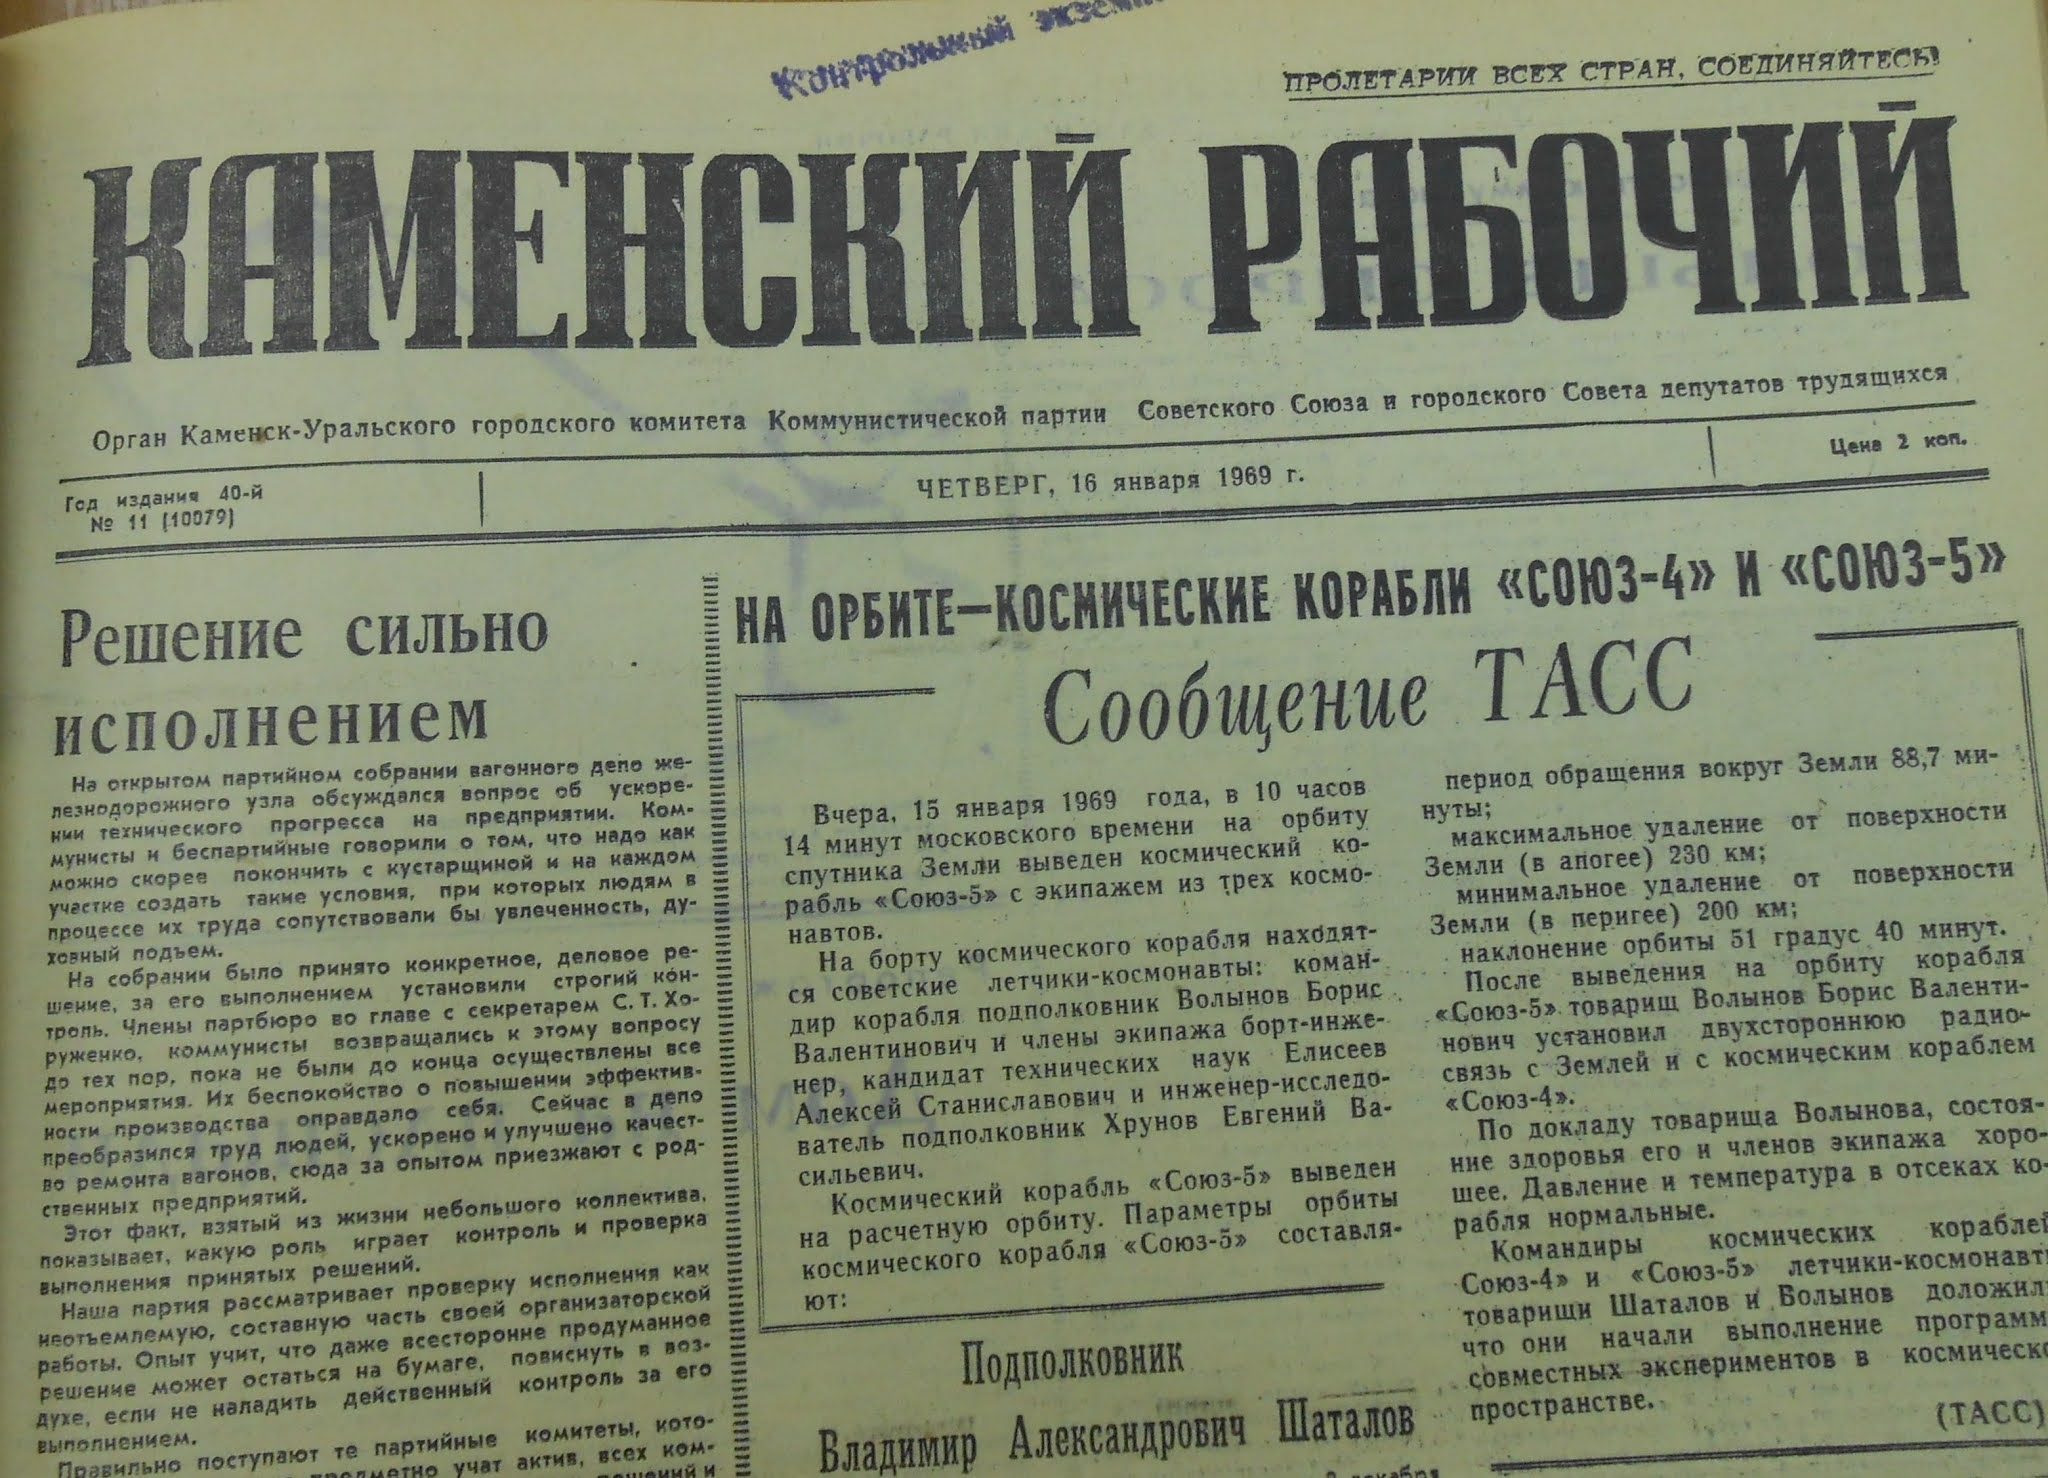 Контрольный
ПРОЛЕТАРИИ ВСЕХ СТРАН, СОЕДИНЯЙТЕСЬ!
КАМЕНСКИЙ РАБОЧИЙ
Орган Каменск-Уральского городского комитета Коммунистической партии Советского Союза и городского Совета депутатов трудящихся
Год издания 40-й
№ 11 (10079)
ЧЕТВЕРГ, 16 января 1969 г.
Цена 2 коп.
Решение сильно
исполнением
На открытом партийном собрании вагонного депо же-
лезнодорожного узла обсуждался вопрос об ускоре-
нии технического прогресса на предприятии. Ком-
мунисты и беспартийные говорили о том, что надо как
можно скорее покончить с кустарщиной и на каждом
участке создать такие условия, при которых людям в
процессе их труда сопутствовали бы увлеченность, ду-
ховный подъем.
На собрании было принято конкретное, деловое ре-
шение, за его выполнением установили строгий кон-
троль. Члены партбюро во главе с секретарем С. Т. Хо-
руженко, коммунисты возвращались к этому вопросу
до тех пор, пока не были до конца осуществлены все
мероприятия. Их беспокойство о повышении эффектив-
ности производства оправдало себя. Сейчас в депо
преобразился труд людей, ускорено и улучшено качест-
во ремонта вагонов, сюда за опытом приезжают с род-
ственных предприятий.
Этот факт, взятый из жизни небольшого коллектива,
показывает, какую роль играет контроль и проверка
выполнения принятых решений.
Наша партия рассматривает проверку исполнения как
неотъемлемую, составную часть своей организаторской
работы. Опыт учит, что даже всесторонне продуманное
решение может остаться на бумаге, повиснуть в воз-
духе, если не наладить действенный контроль за его
выполнением.
Правильно поступают те партийные комитеты, кото-
предметно учат актив, всех ком-
решений и
НА ОРБИТЕ—КОСМИЧЕСКИЕ КОРАБЛИ «СОЮЗ-4» И «СОЮЗ-5»
Сообщение ТАСС
Вчера, 15 января 1969 года, в 10 часов
14 минут московского времени на орбиту
спутника Земли выведен космический ко-
рабль «Союз-5» с экипажем из трех космо-
навтов.
На борту космического корабля находят-
ся советские летчики-космонавты: коман-
дир корабля подполковник Волынов Борис
Валентинович и члены экипажа борт-инже-
нер, кандидат технических наук Елисеев
Алексей Станиславович и инженер-исследо-
ватель подполковник Хрунов Евгений Ва-
сильевич.
Космический корабль «Союз-5» выведен
на расчетную орбиту. Параметры орбиты
космического корабля «Союз-5» составля-
ют:
период обращения вокруг Земли 88,7 ми-
нуты;
максимальное удаление от поверхности
Земли (в апогее) 230 км;
минимальное удаление от поверхности
Земли (в перигее) 200 км;
наклонение орбиты 51 градус 40 минут.
После выведения на орбиту корабля
«Союз-5» товарищ Волынов Борис Валенти-
нович установил двухстороннюю радио-
связь с Землей и с космическим кораблем
«Союз-4».
По докладу товарища Волынова, состоя-
ние здоровья его и членов экипажа хоро-
шее. Давление и температура в отсеках ко-
рабля нормальные.
Командиры космических кораблей
Союз-4» и «Союз-5» летчики-космонавты
товарищи Шаталов и Волынов доложили,
что они начали выполнение программы
совместных экспериментов в космическо
пространстве.
(ТАСС)
Подполковник
Владимир Александрович Шаталов
декабря